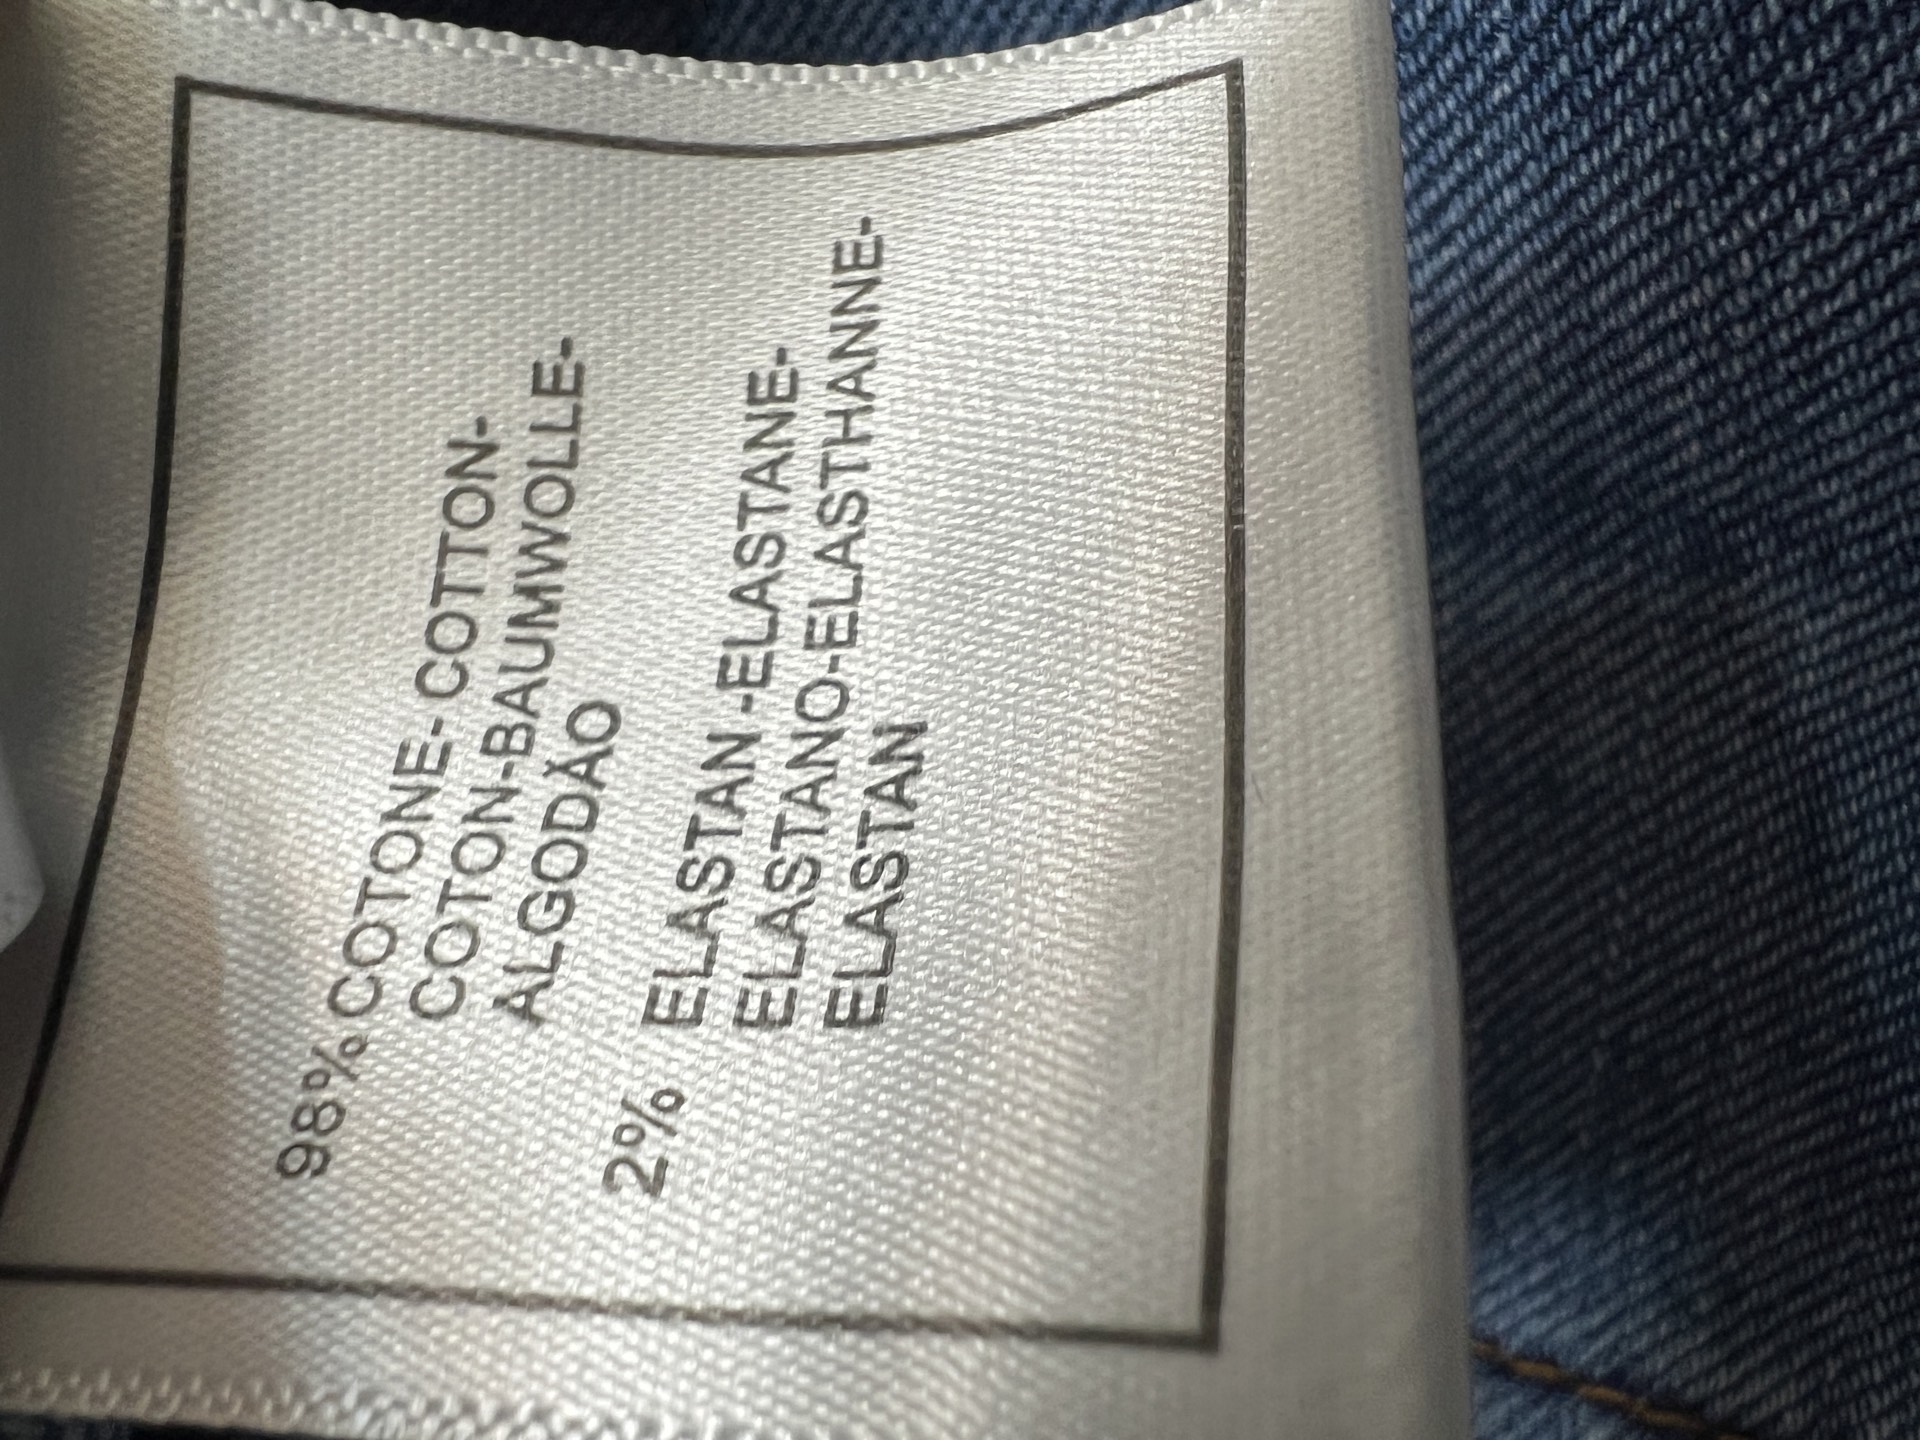 98% COTONE- COTTON-
COTON-BAUMWOLLE-
ALGODÃO
2% ELASTAN -ELASTANE-
ELASTANO-ELASTHANNE-
ELASTAN